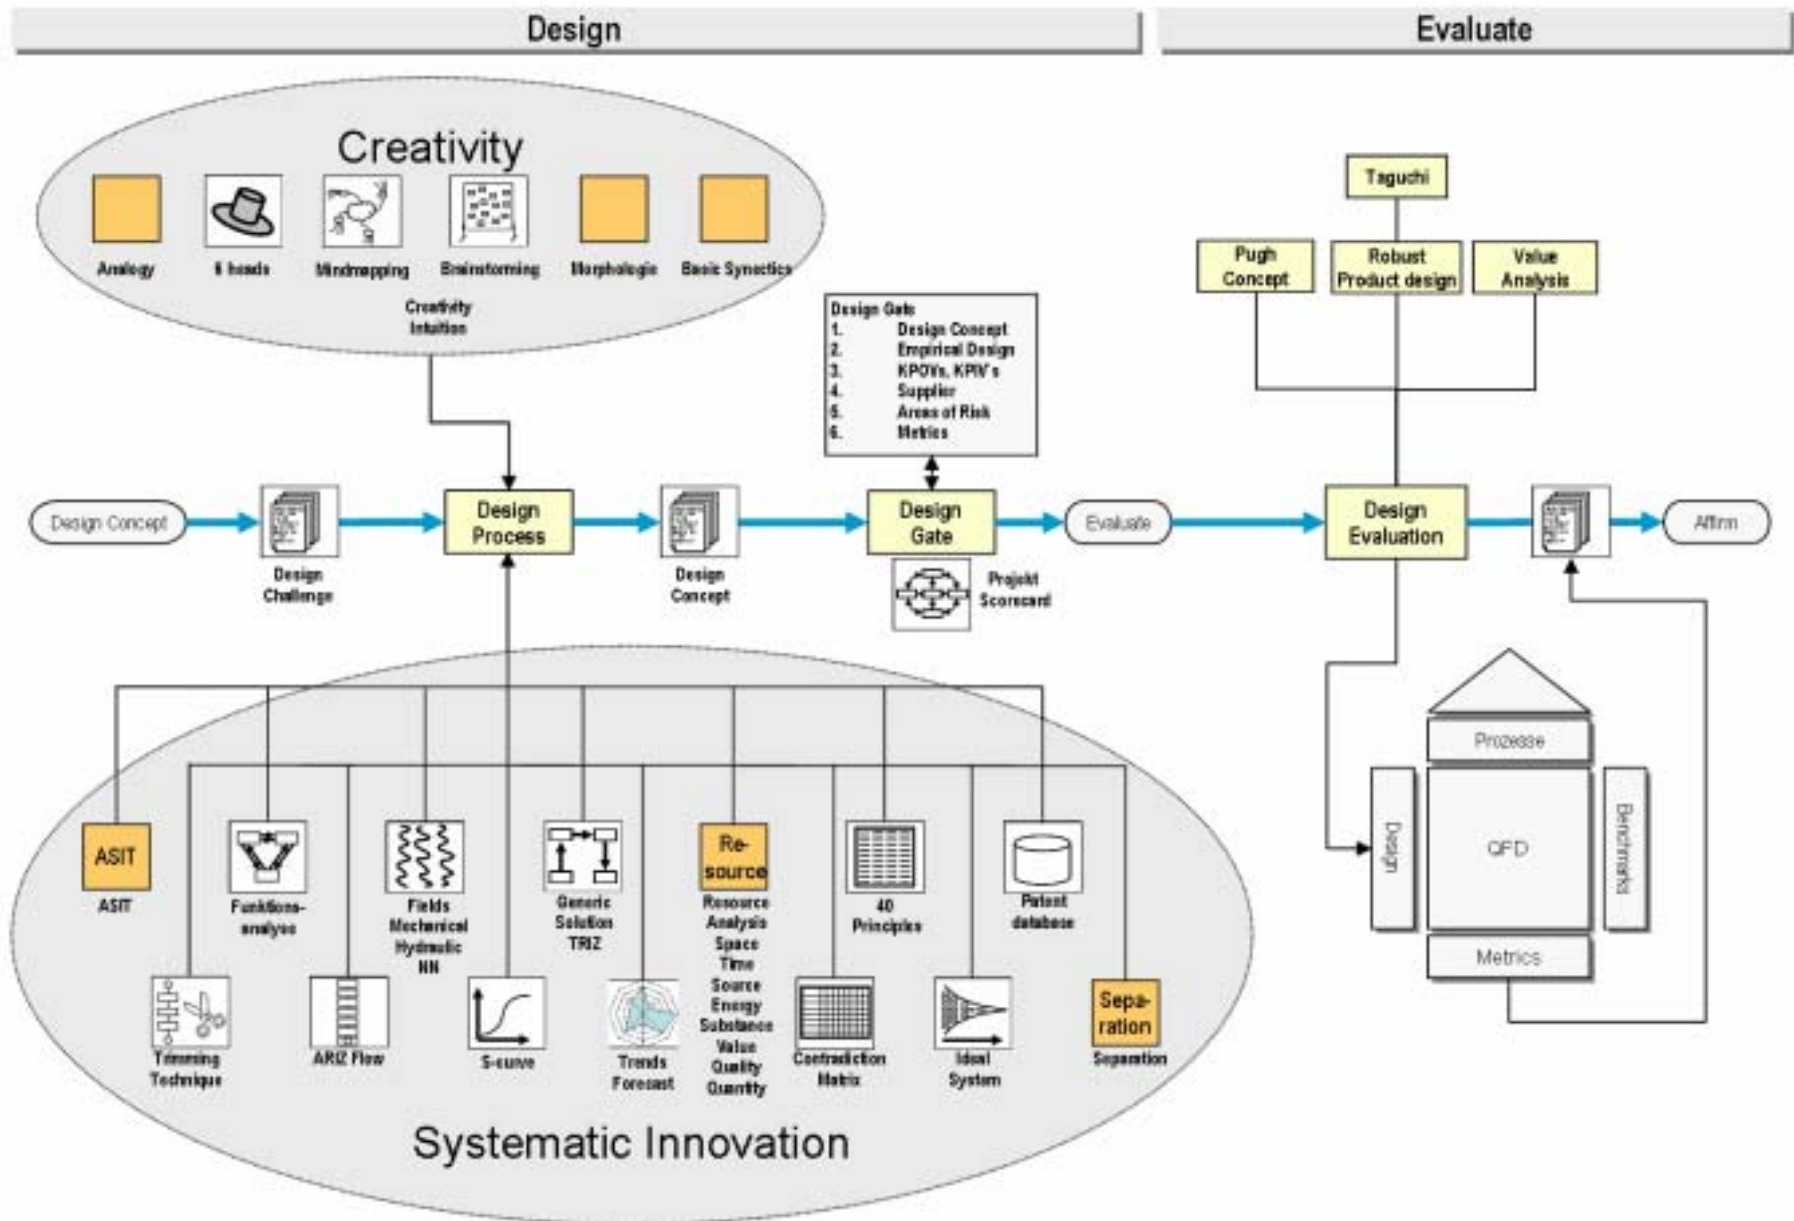 Design
Evaluate
Creativity
Analogy
6 heads
Mindmapping
Brainstorming
Morphologie
Basic Synectics
Creativity
Intuition
Design Gate
1. Design Concept
2. Empirical Design
3. KPOVs, KPIV's
4. Supplier
5. Areas of Risk
6. Metrics
Taguchi
Pugh
Concept
Robust
Product design
Value
Analysis
Design Concept
Design
Challenge
Design
Process
Design
Concept
Design
Gate
Projekt
Scorecard
Evaluate
Design
Evaluation
Affirm
Prozesse
Design
QFD
Benchmarks
Metrics
ASIT
ASIT
Funktions-
analyse
Fields
Mechanical
Hydraulic
NN
Generic
Solution
TRIZ
Re-
source
Resource
Analysis
Space
Time
Source
Energy
Substance
Value
Quality
Quantity
40
Principles
Patent
database
Trimming
Technique
ARIZ Flow
S-curve
Trends
Forecast
Contradiction
Matrix
Ideal
System
Sepa-
ration
Separation
Systematic Innovation